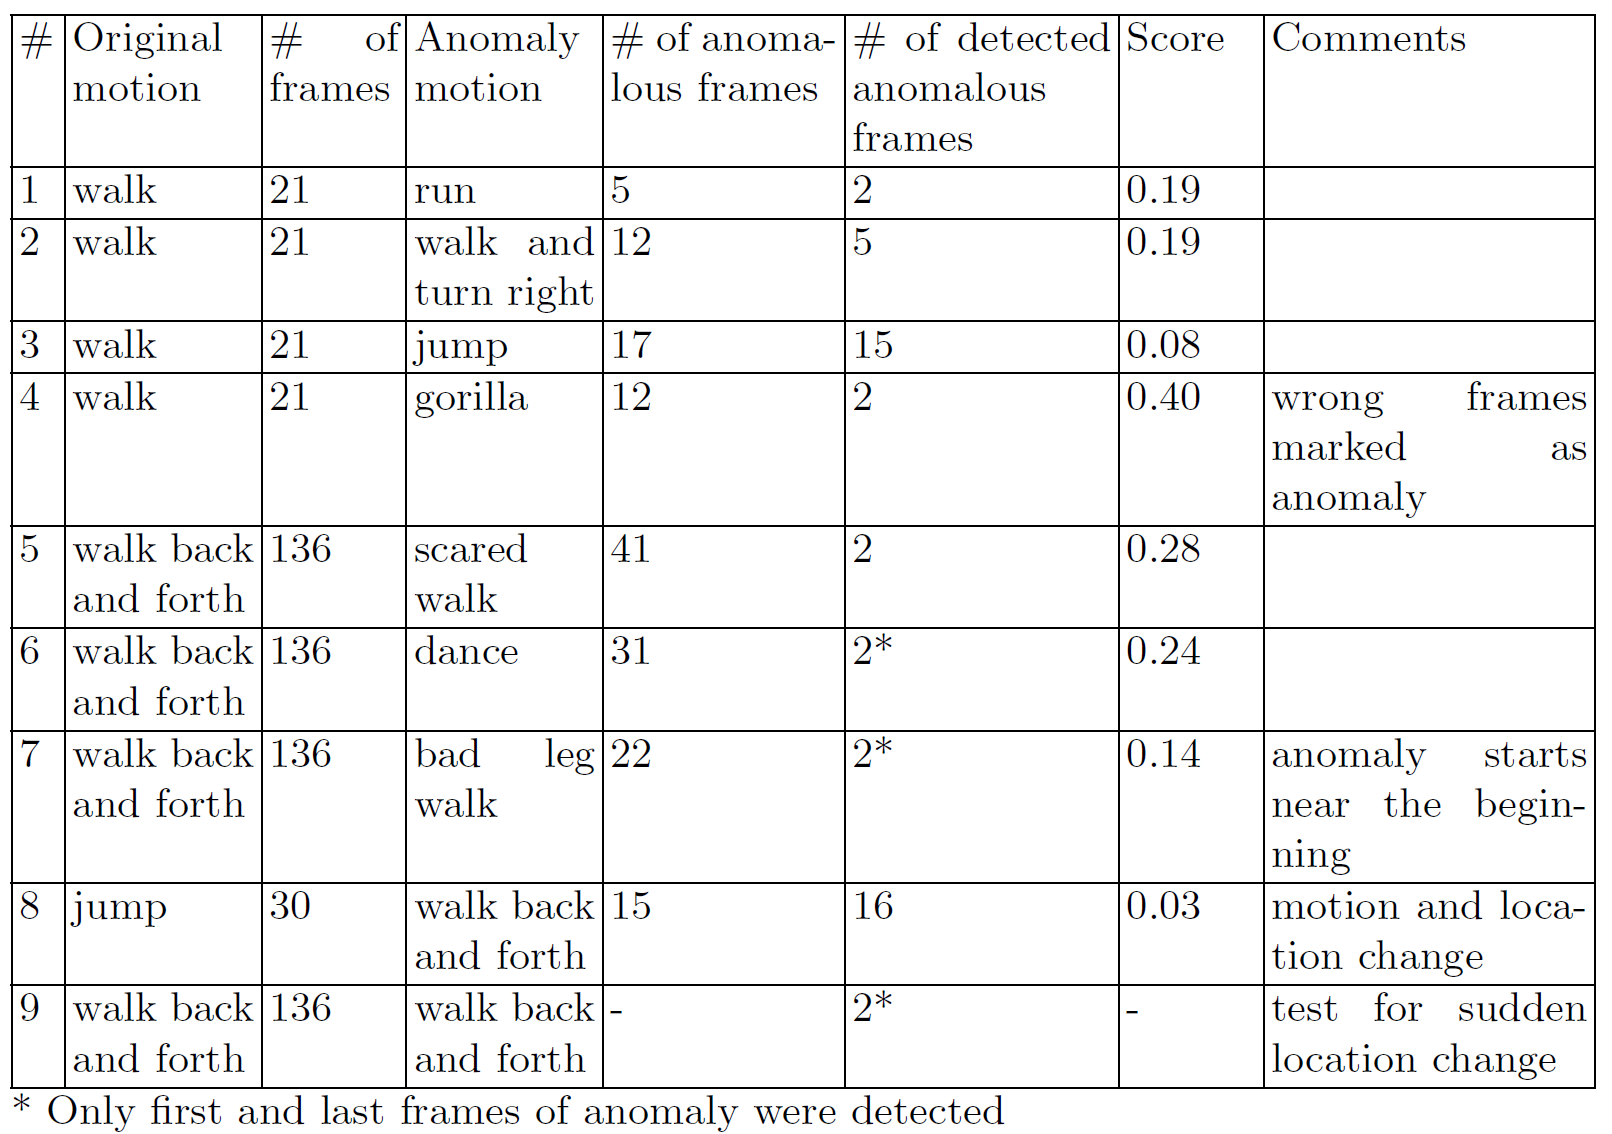 # Original motion # of frames Anomaly motion # of anoma-lous frames # of detected anomalous frames Score Comments
1 walk 21 run 5 2 0.19
2 walk 21 walk and turn right 12 5 0.19
3 walk 21 jump 17 15 0.08
4 walk 21 gorilla 12 2 0.40 wrong frames marked as anomaly
5 walk back and forth 136 scared walk 41 2 0.28
6 walk back and forth 136 dance 31 2* 0.24
7 walk back and forth 136 bad leg walk 22 2* 0.14 anomaly starts near the begin-ning
8 jump 30 walk back and forth 15 16 0.03 motion and loca-tion change
9 walk back and forth 136 walk back and forth - 2* - test for sudden location change
* Only first and last frames of anomaly were detected